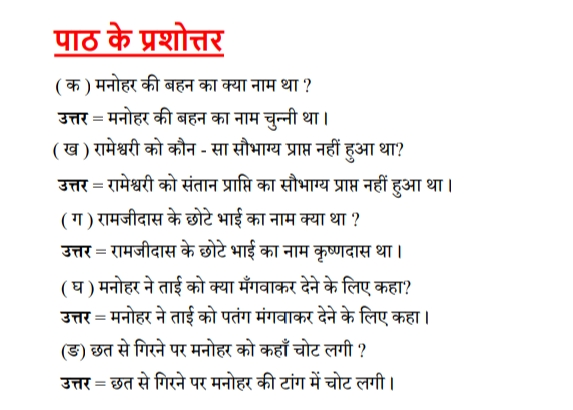 पाठ के प्रशोत्तर
( क ) मनोहर की बहन का क्या नाम था ?
उत्तर = मनोहर की बहन का नाम चुन्नी था।
( ख ) रामेश्वरी को कौन - सा सौभाग्य प्राप्त नहीं हुआ था?
उत्तर = रामेश्वरी को संतान प्राप्ति का सौभाग्य प्राप्त नहीं हुआ था।
( ग ) रामजीदास के छोटे भाई का नाम क्या था ?
उत्तर = रामजीदास के छोटे भाई का नाम कृष्णदास था ।
( घ ) मनोहर ने ताई को क्या मँगवाकर देने के लिए कहा?
उत्तर = मनोहर ने ताई को पतंग मंगवाकर देने के लिए कहा ।
(ङ) छत से गिरने पर मनोहर को कहाँ चोट लगी ?
उत्तर = छत से गिरने पर मनोहर की टांग में चोट लगी ।